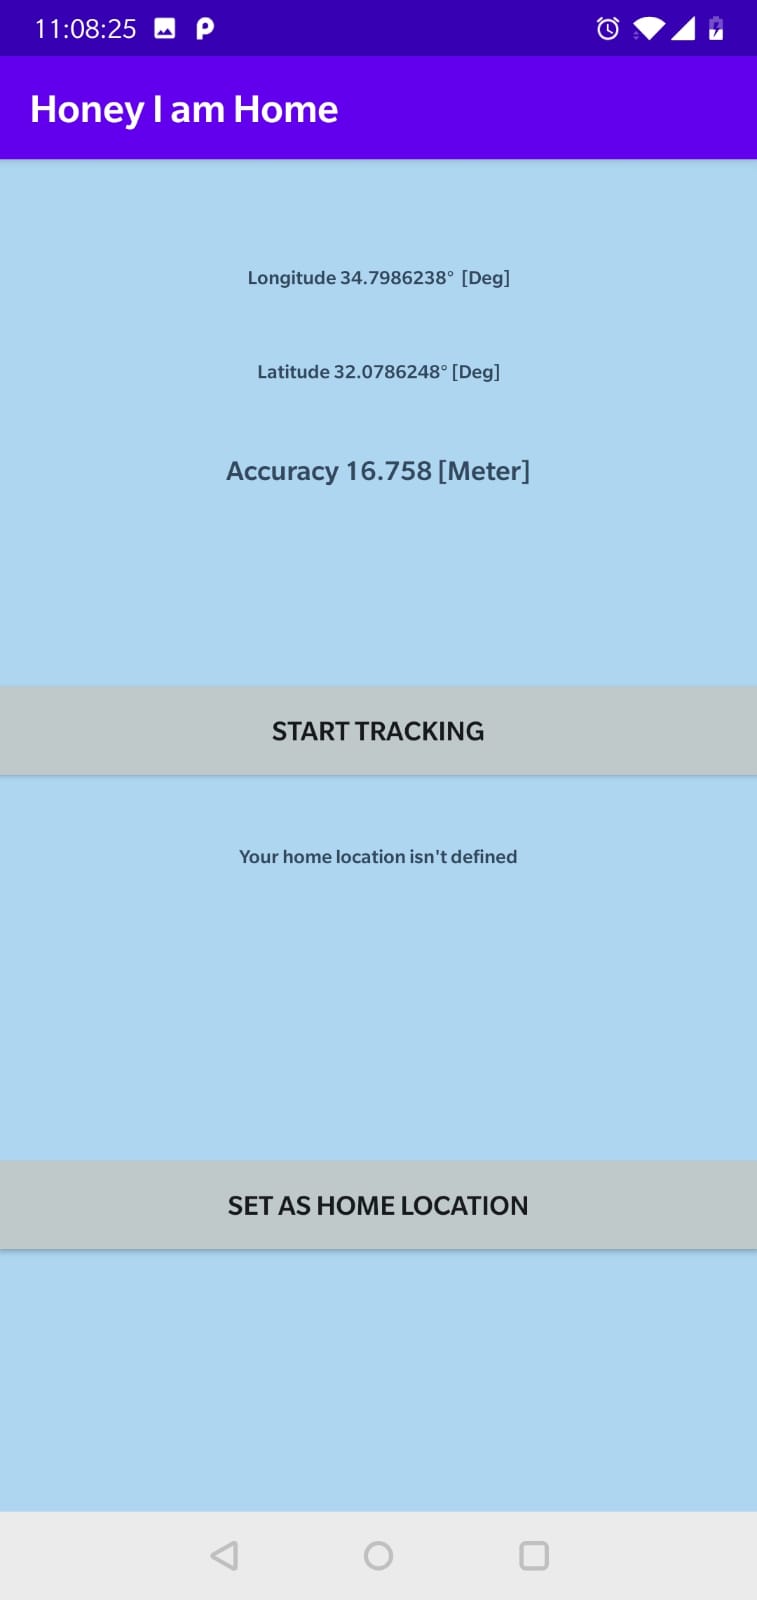 11:08:25
Honey I am Home
Longitude 34.7986238° [Deg]
Latitude 32.0786248° [Deg]
Accuracy 16.758 [Meter]
START TRACKING
Your home location isn't defined
SET AS HOME LOCATION